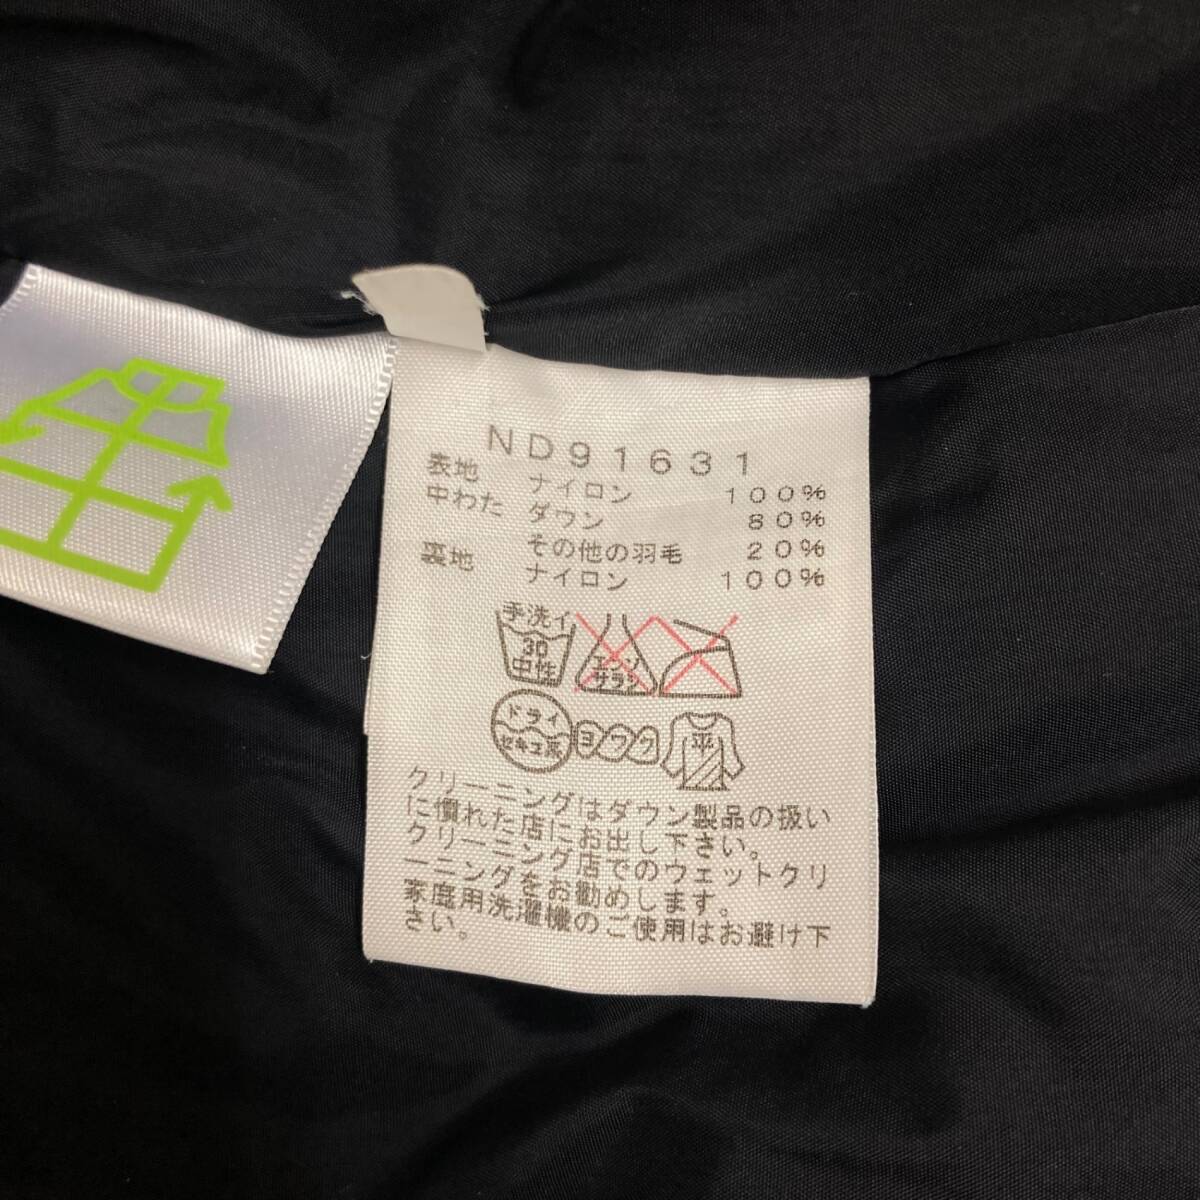 ND91631
表地 ナイロン 100%
中わた ダウン 80%
その他の羽毛 20%
裏地 ナイロン 100%
手洗イ
30
中性
エンソ
サラシ
ドライ
セキユ系
ヨワク
平
クリーニングはダウン製品の扱い
に慣れた店にお出し下さい。
クリーニング店でのウェットクリ
ーニングをお勧めします。
家庭用洗濯機のご使用はお避け下
さい。